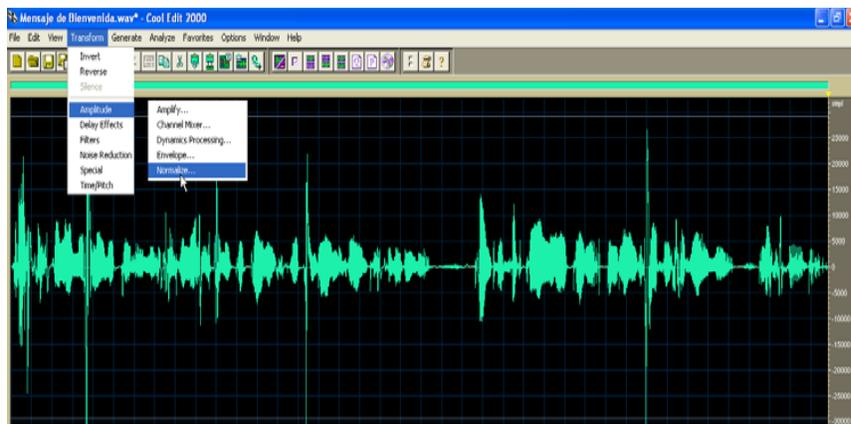 Mensaje de Bienvenida.wav* - Cool Edit 2000
File Edit View Transform Generate Analyze Favorites Options Window Help
Invert
Reverse
Silence
Amplitude
Delay Effects
Filters
Noise Reduction
Special
Time/Pitch
Amplify...
Channel Mixer...
Dynamics Processing...
Envelope...
Normalize...
smpl
25000
20000
15000
10000
5000
0
-5000
-10000
-15000
-20000
-25000
-30000